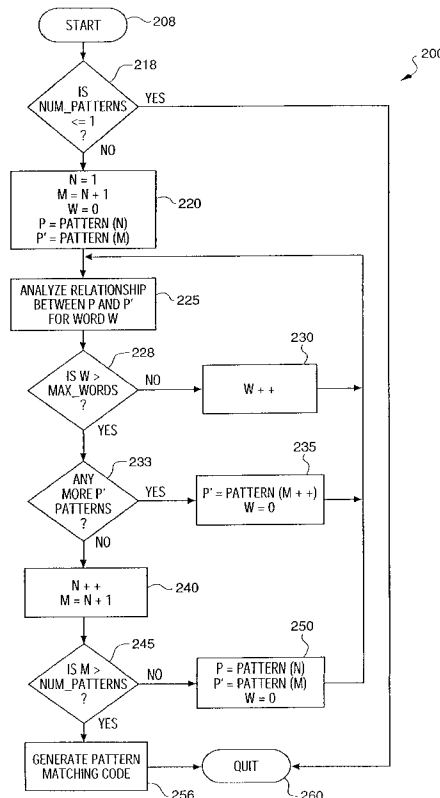 START
208
200
218
IS
NUM_PATTERNS
<= 1
?
YES
NO
N = 1
M = N + 1
W = 0
P = PATTERN (N)
P' = PATTERN (M)
220
ANALYZE RELATIONSHIP
BETWEEN P AND P'
FOR WORD W
225
228
IS W >
MAX_WORDS
?
NO
YES
230
W + +
233
ANY
MORE P'
PATTERNS
?
YES
NO
235
P' = PATTERN (M + +)
W = 0
N + +
M = N + 1
240
245
IS M >
NUM_PATTERNS
?
NO
YES
250
P = PATTERN (N)
P' = PATTERN (M)
W = 0
GENERATE PATTERN
MATCHING CODE
256
QUIT
260